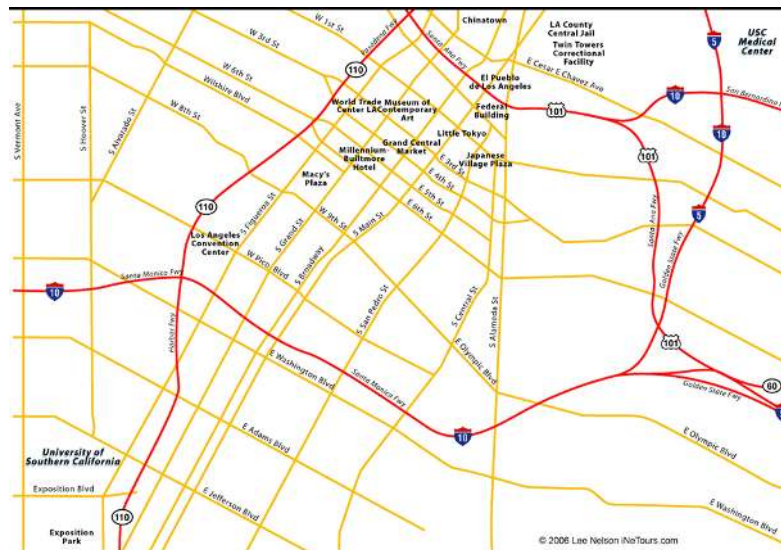 Chinatown
LA County
Central Jail
Twin Towers
Correctional
Facility
USC
Medical
Center
W 1st St
W 3rd St
Pasadena Fwy
Santa Ana Fwy
5
W 6th St
Wilshire Blvd
110
E Cesar E Chavez Ave
El Pueblo
de Los Angeles
10
San Bernardino
S Vermont Ave
S Hoover St
S Alvarado St
W 8th St
World Trade
Center LA
Museum of
Contemporary
Art
Federal
Building
101
10
Little Tokyo
Millennium
Builtmore
Hotel
Grand Central
Market
Japanese
Village Plaza
101
Macy's
Plaza
E 3rd St
E 4th St
E 5th St
E 6th St
110
S Figueroa St
S Grand St
W 9th St
S Main St
5
Los Angeles
Convention
Center
W Pico Blvd
S Broadway
Santa Ana Fwy
Golden State Fwy
Santa Monica Fwy
10
S San Pedro St
S Central St
S Alameda St
Harbor Fwy
101
E Washington Blvd
Santa Monica Fwy
E Olympic Blvd
60
Golden State Fwy
E Adams Blvd
10
E Olympic Blvd
University of
Southern California
Exposition Blvd
E Jefferson Blvd
E Washington Blvd
110
Exposition
Park
© 2006 Lee Nelson iNeTours.com